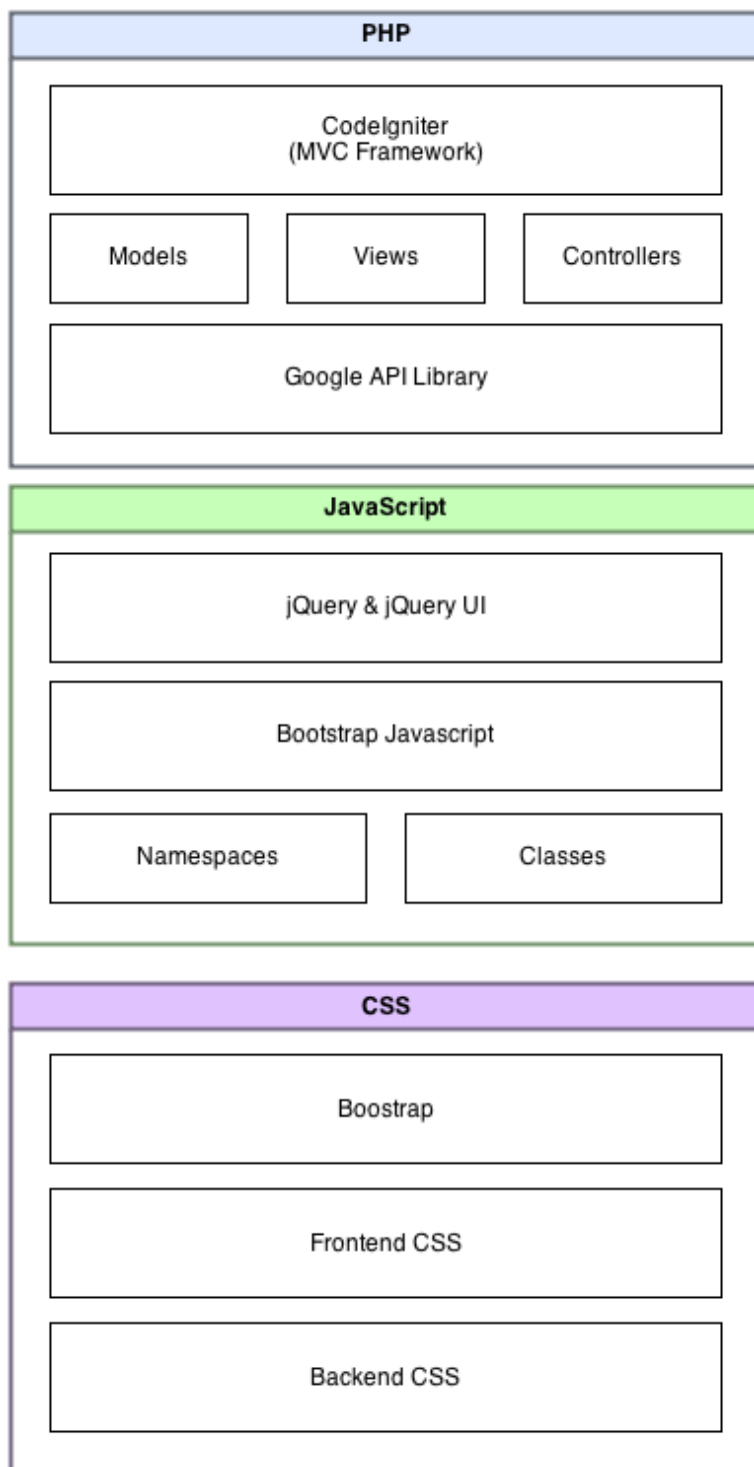 PHP
CodeIgniter
(MVC Framework)
Models
Views
Controllers
Google API Library
JavaScript
jQuery & jQuery UI
Bootstrap Javascript
Namespaces
Classes
CSS
Boostrap
Frontend CSS
Backend CSS